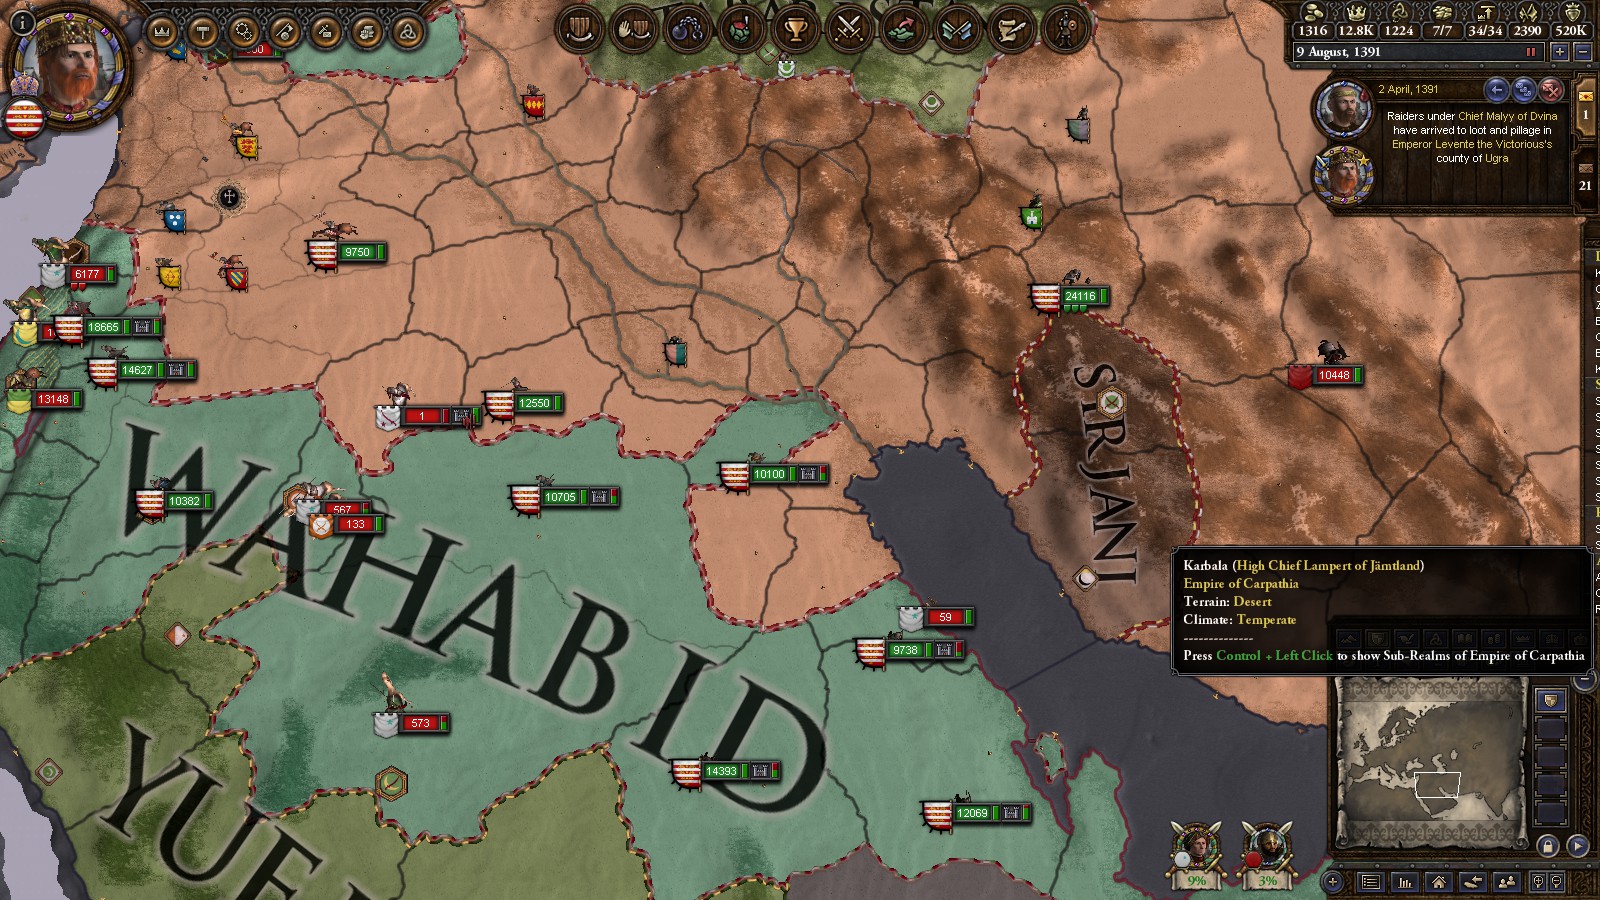 1316 12.8K 1224 7/7 34/34 2390 520K
9 August, 1391
2 April, 1391
Raiders under Chief Malyy of Dvina
have arrived to loot and pillage in
Emperor Levente the Victorious's
county of Ugra
1
21
9750
6177
18665
14627
13148
24116
10448
1
12550
10100
10382
567
133
10705
59
9738
573
14393
12069
WAHABID
SIRJANI
Karbala (High Chief Lampert of Jämtland)
Empire of Carpathia
Terrain: Desert
Climate: Temperate
--------------
Press Control + Left Click to show Sub-Realms of Empire of Carpathia
9%
3%